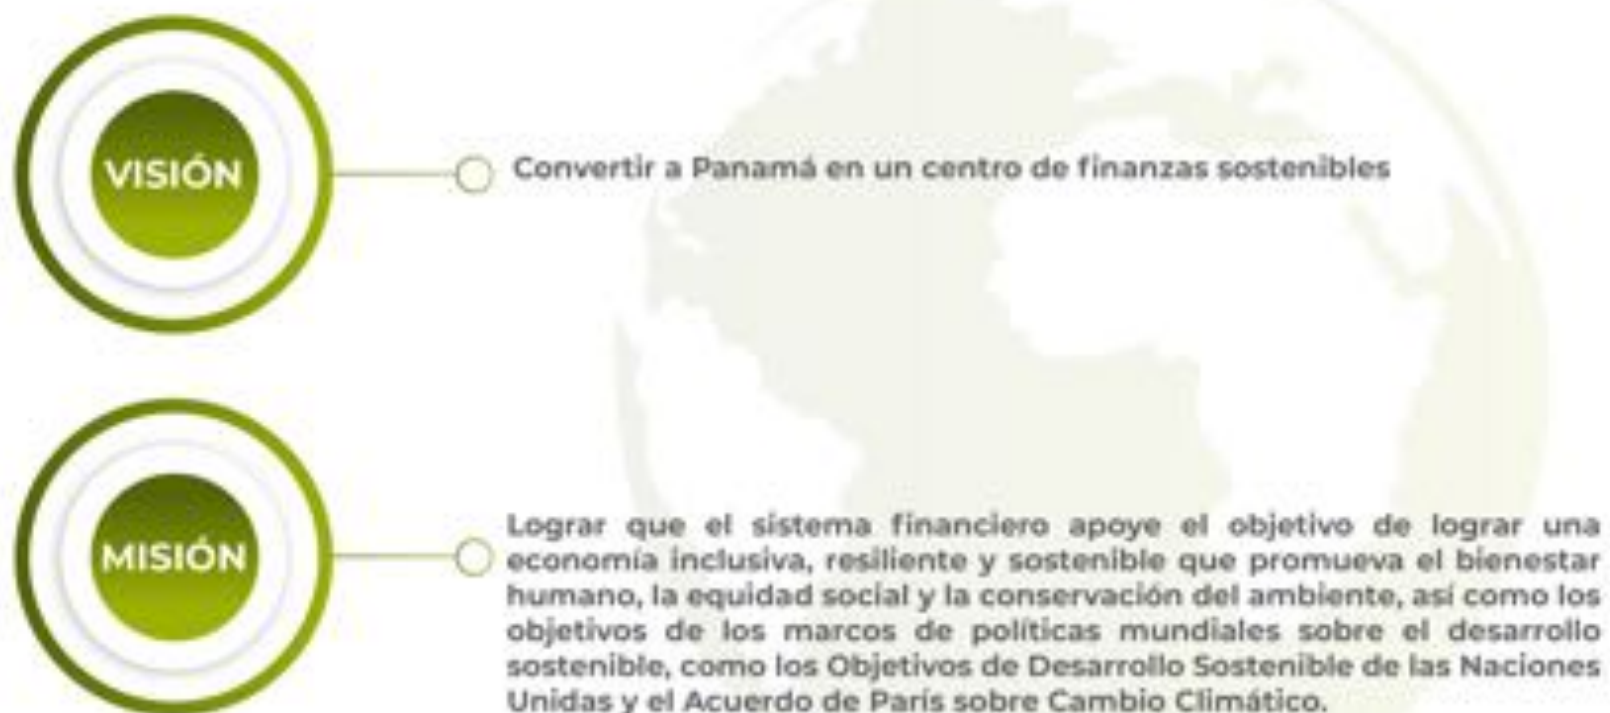 VISIÓN
Convertir a Panamá en un centro de finanzas sostenibles
MISIÓN
Lograr que el sistema financiero apoye el objetivo de lograr una
economía inclusiva, resiliente y sostenible que promueva el bienestar
humano, la equidad social y la conservación del ambiente, así como los
objetivos de los marcos de políticas mundiales sobre el desarrollo
sostenible, como los Objetivos de Desarrollo Sostenible de las Naciones
Unidas y el Acuerdo de París sobre Cambio Climático.